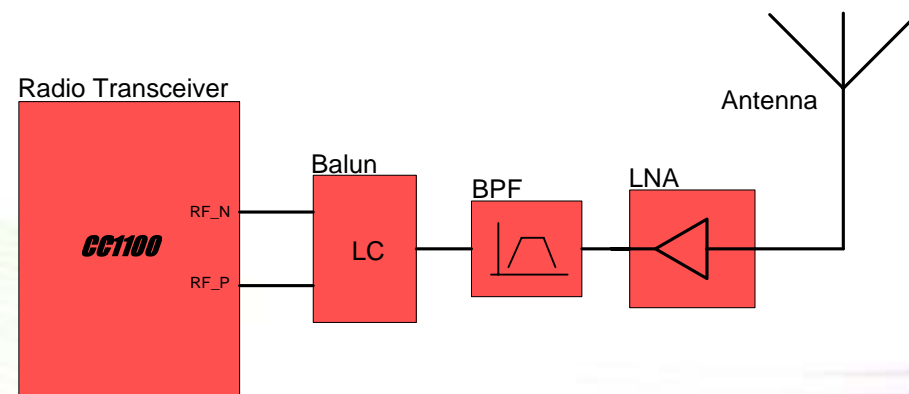 Radio Transceiver
Antenna
Balun
BPF
LNA
RF_N
CC1100
LC
RF_P